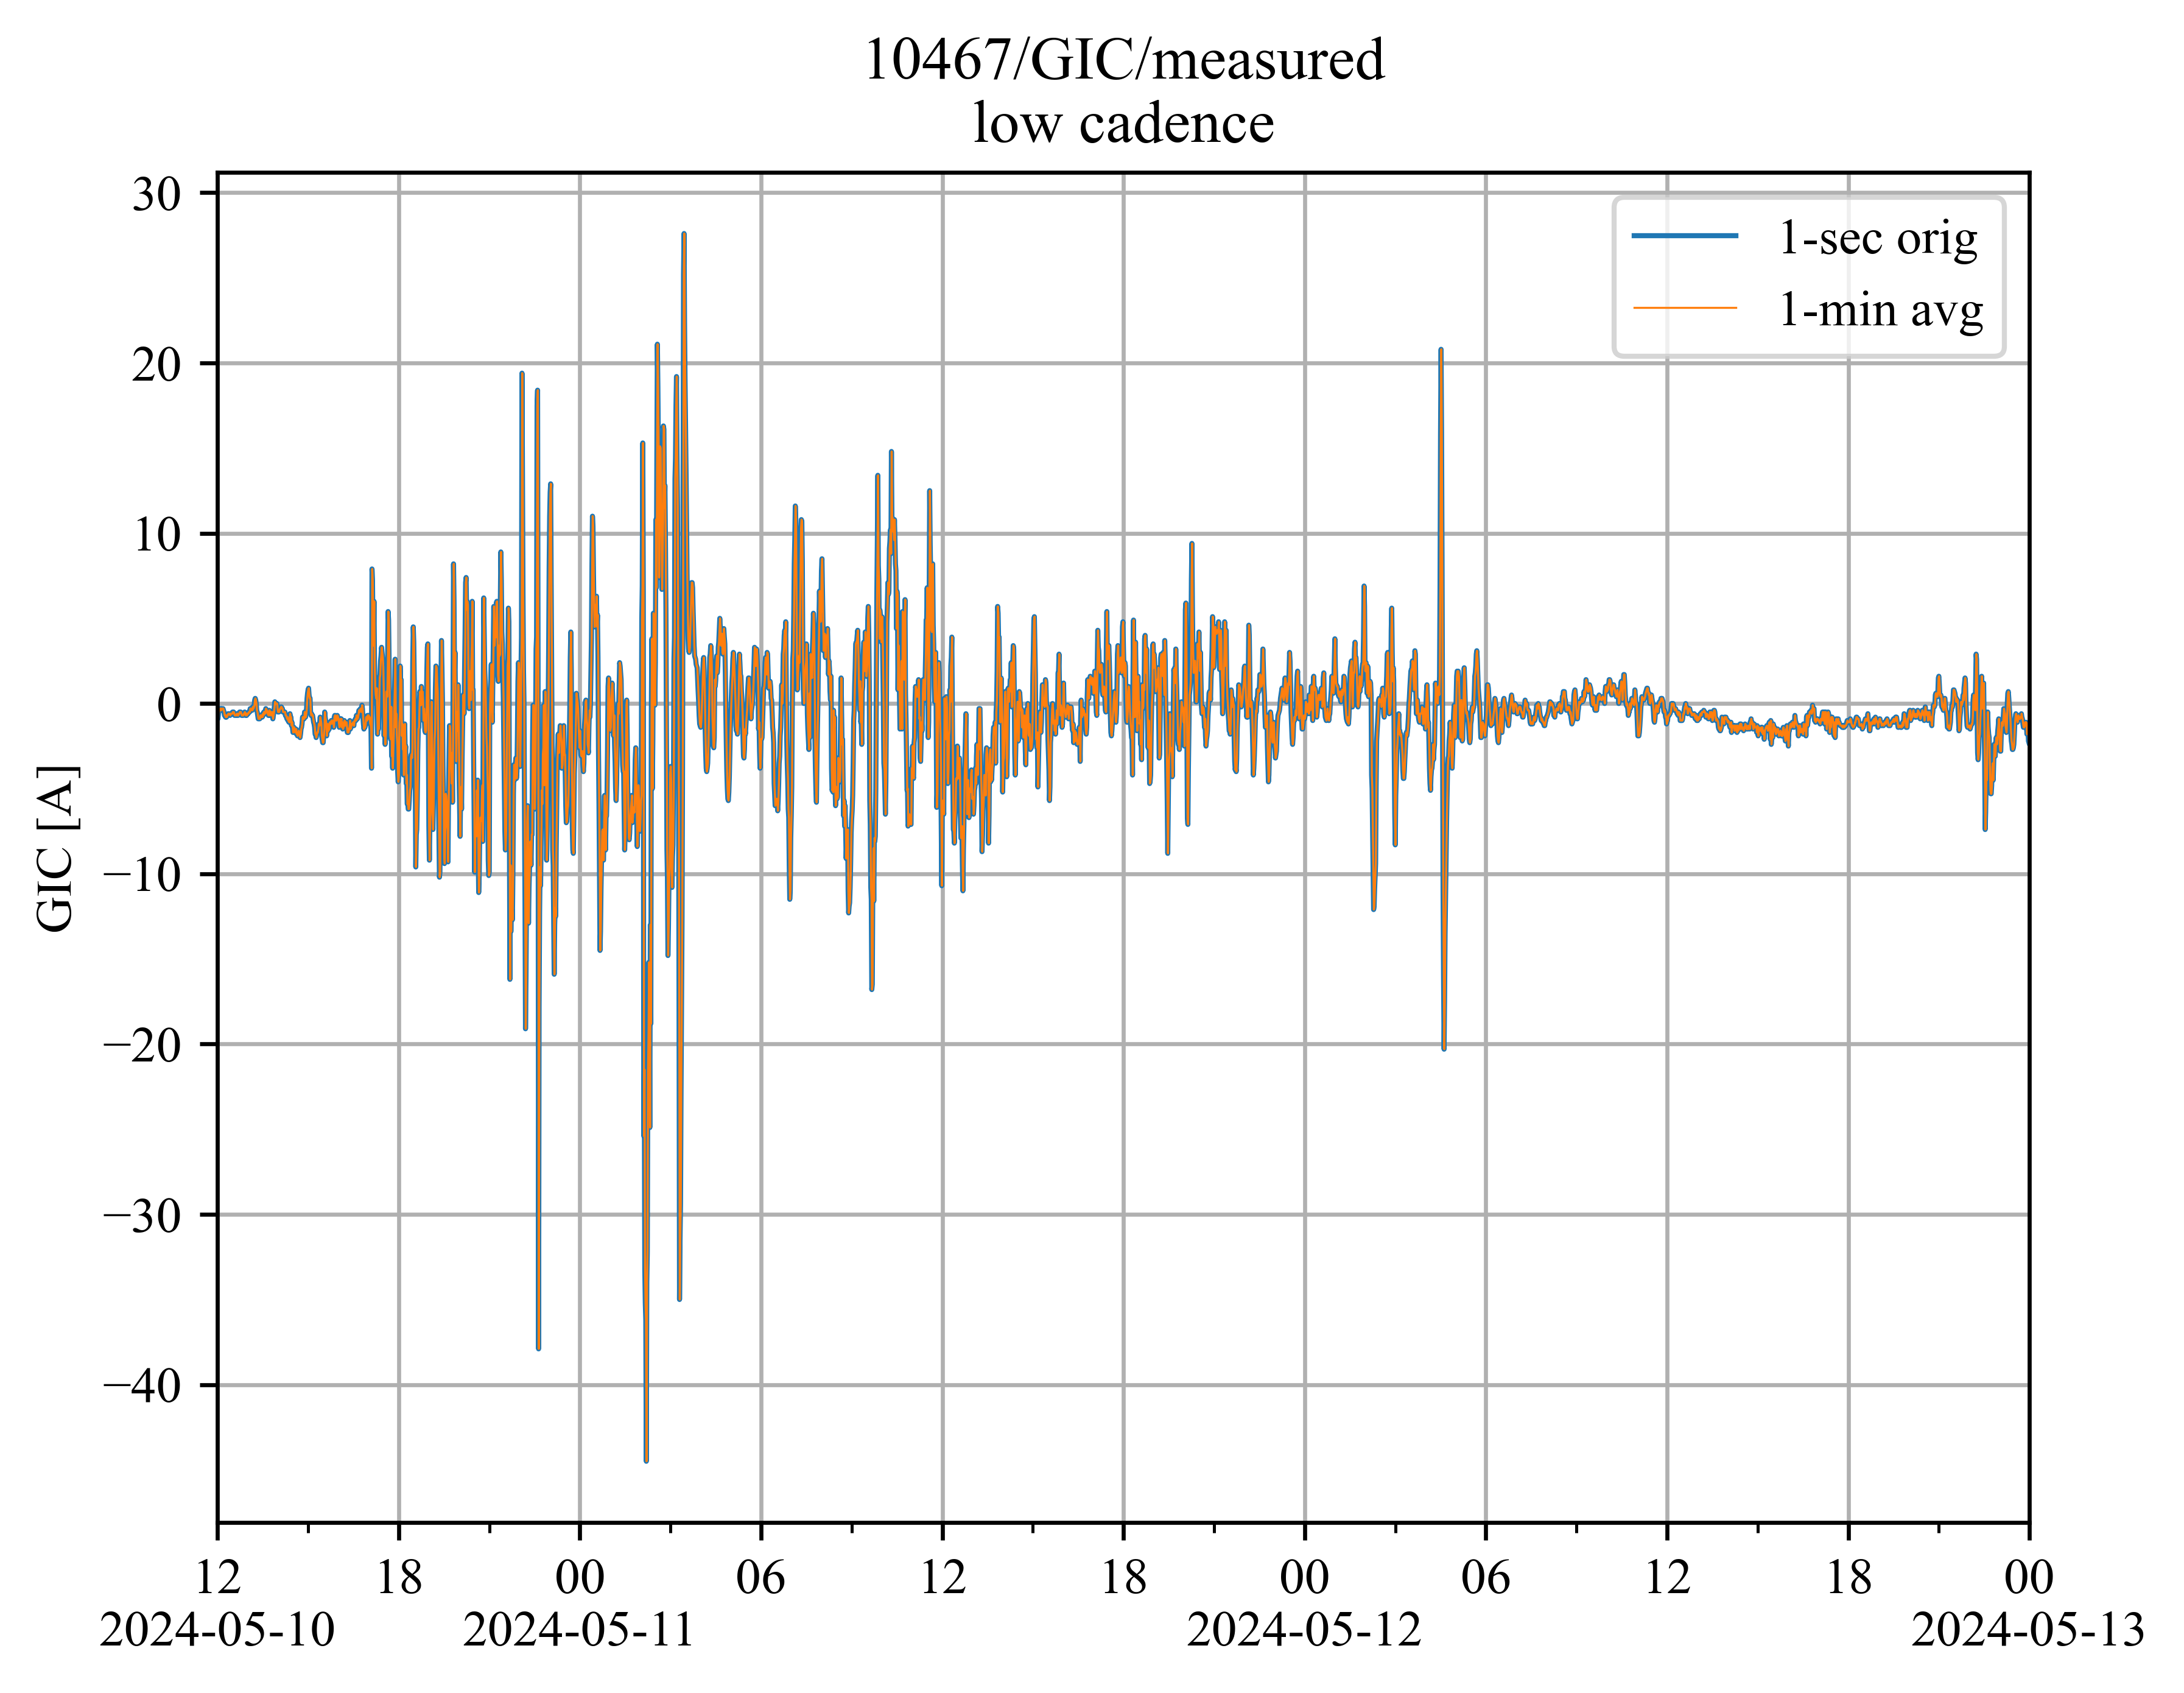 10467/GIC/measured
low cadence
30
20
10
0
−10
−20
−30
−40
GIC [A]
1-sec orig
1-min avg
12 18 00 06 12 18 00 06 12 18 00
2024-05-10 2024-05-11 2024-05-12 2024-05-13